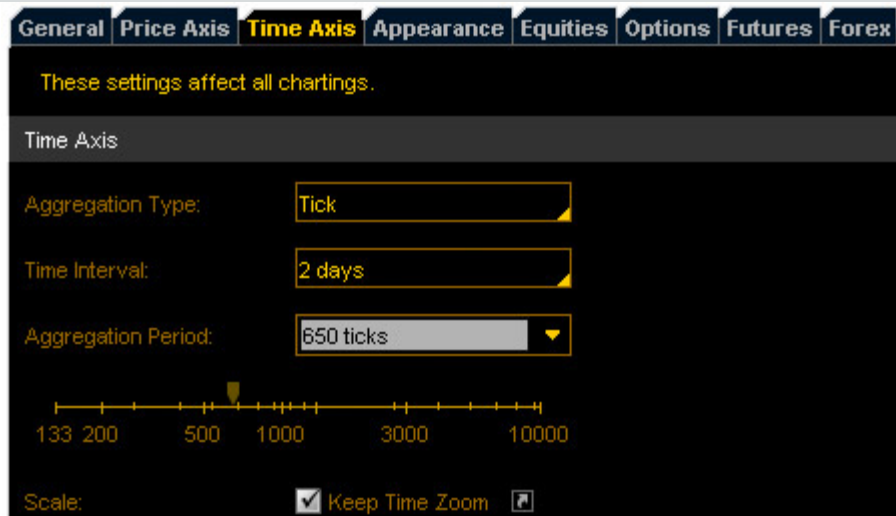 General Price Axis Time Axis Appearance Equities Options Futures Forex
These settings affect all chartings.
Time Axis
Aggregation Type: Tick
Time Interval: 2 days
Aggregation Period: 650 ticks
133 200 500 1000 3000 10000
Scale: Keep Time Zoom